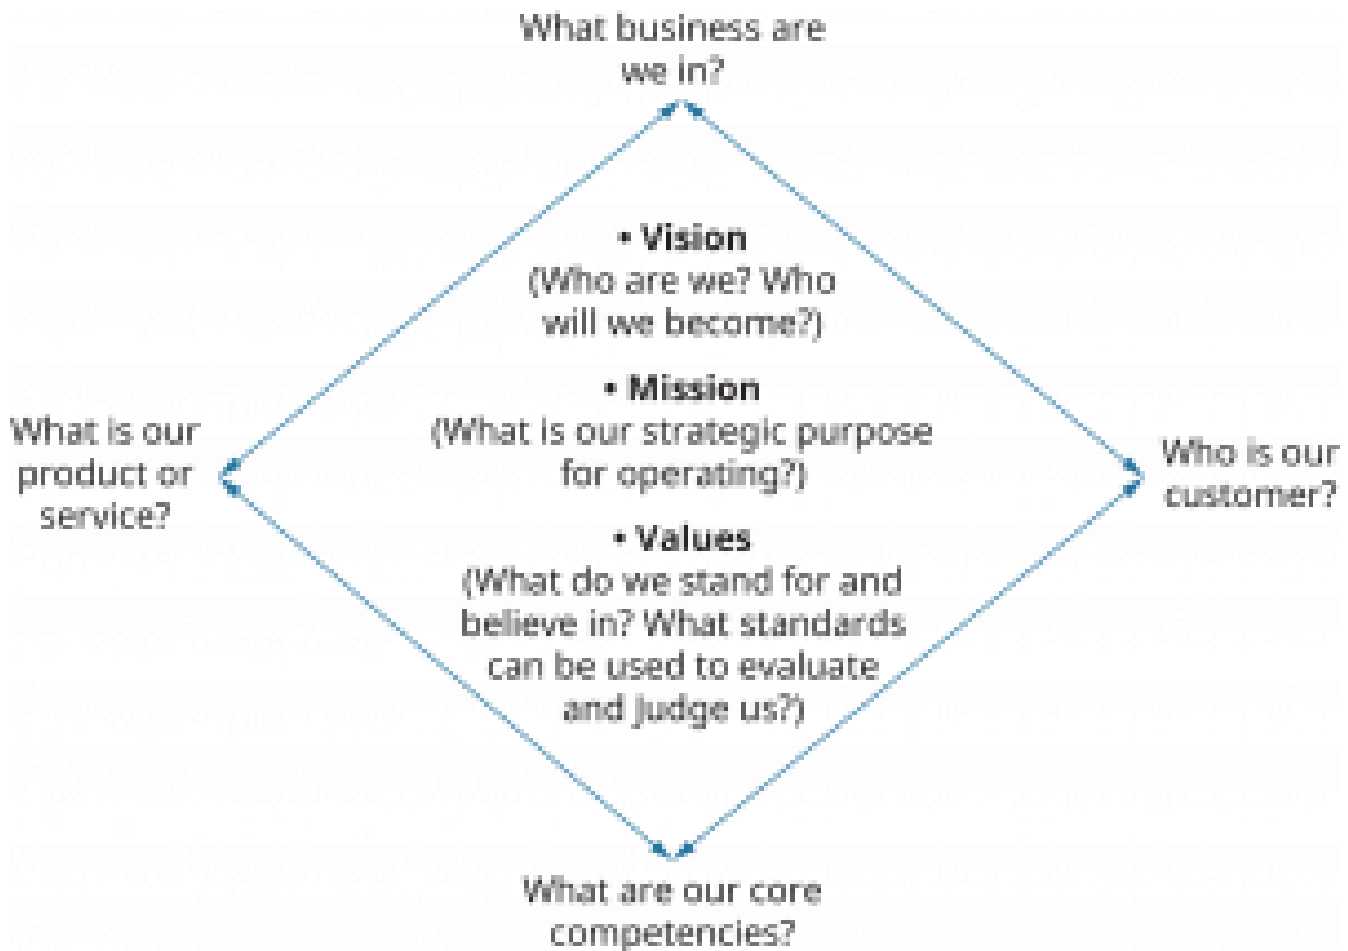 What business are
we in?
• Vision
(Who are we? Who
will we become?)
• Mission
(What is our strategic purpose
for operating?)
What is our
product or
service?
Who is our
customer?
• Values
(What do we stand for and
believe in? What standards
can be used to evaluate
and Judge us?)
What are our core
competencies?